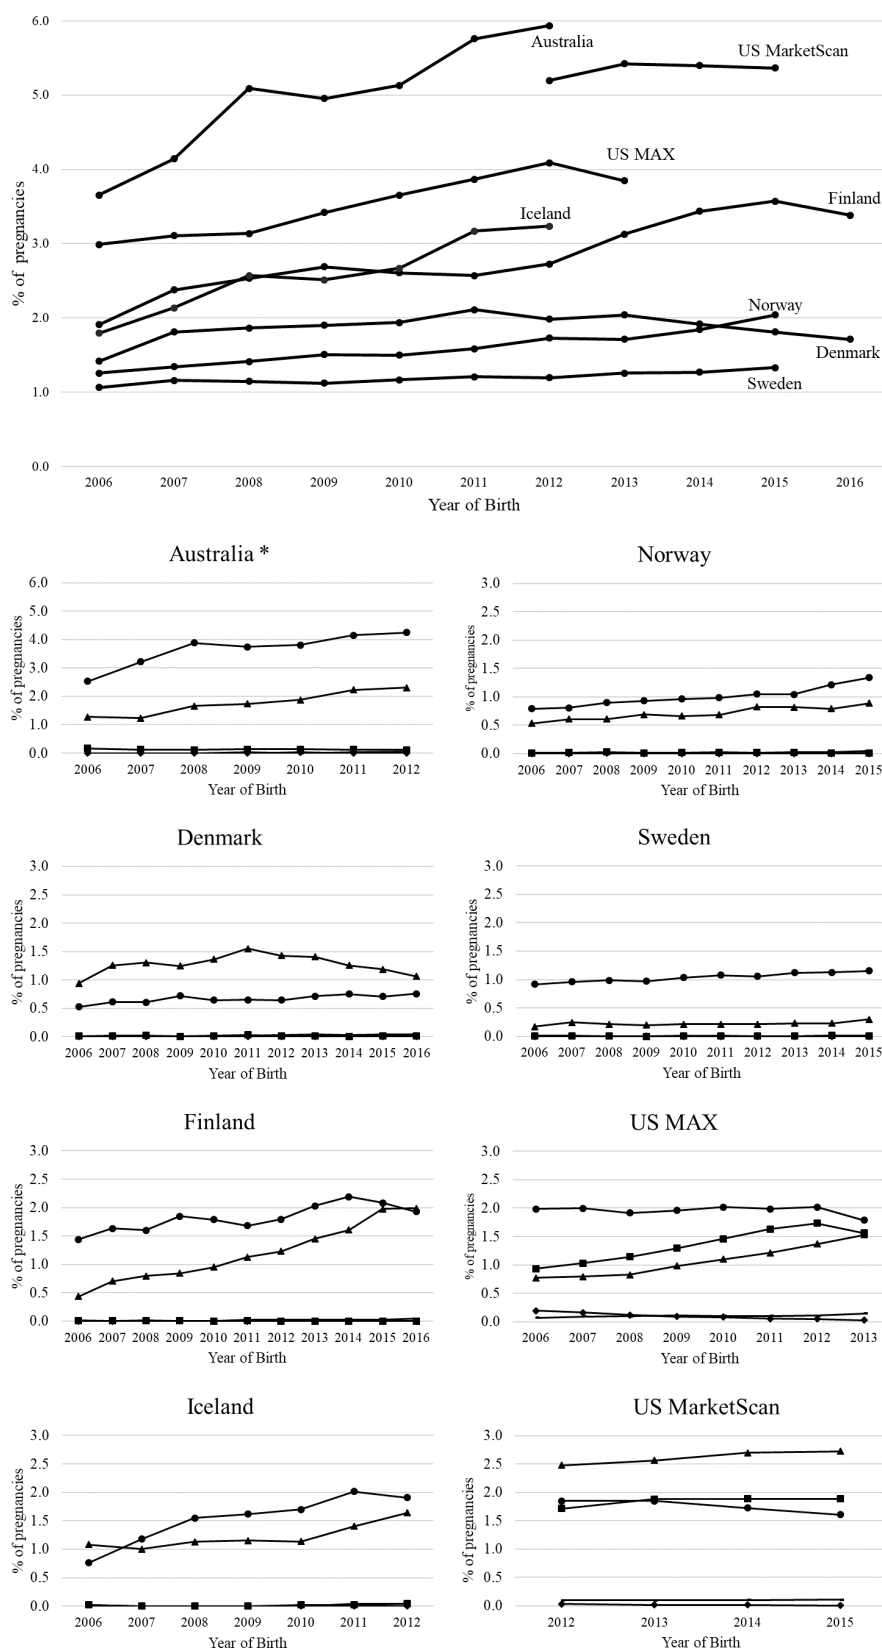 6.0
Australia
US MarketScan
5.0
US MAX
4.0
Finland
Iceland
3.0
% of pregnancies
Norway
2.0
Denmark
Sweden
1.0
0.0
2006 2007 2008 2009 2010 2011 2012 2013 2014 2015 2016
Year of Birth
Australia *
6.0
5.0
4.0
3.0
2.0
1.0
0.0
% of pregnancies
2006 2007 2008 2009 2010 2011 2012
Year of Birth
Norway
3.0
2.5
2.0
1.5
1.0
0.5
0.0
% of pregnancies
2006 2007 2008 2009 2010 2011 2012 2013 2014 2015
Year of Birth
Denmark
3.0
2.5
2.0
1.5
1.0
0.5
0.0
% of pregnancies
2006 2007 2008 2009 2010 2011 2012 2013 2014 2015 2016
Year of Birth
Sweden
3.0
2.5
2.0
1.5
1.0
0.5
0.0
% of pregnancies
2006 2007 2008 2009 2010 2011 2012 2013 2014 2015
Year of Birth
Finland
3.0
2.5
2.0
1.5
1.0
0.5
0.0
% of pregnancies
2006 2007 2008 2009 2010 2011 2012 2013 2014 2015 2016
Year of Birth
US MAX
3.0
2.5
2.0
1.5
1.0
0.5
0.0
% of pregnancies
2006 2007 2008 2009 2010 2011 2012 2013
Year of Birth
Iceland
3.0
2.5
2.0
1.5
1.0
0.5
0.0
% of pregnancies
2006 2007 2008 2009 2010 2011 2012
Year of Birth
US MarketScan
3.0
2.5
2.0
1.5
1.0
0.5
0.0
% of pregnancies
2012 2013 2014 2015
Year of Birth